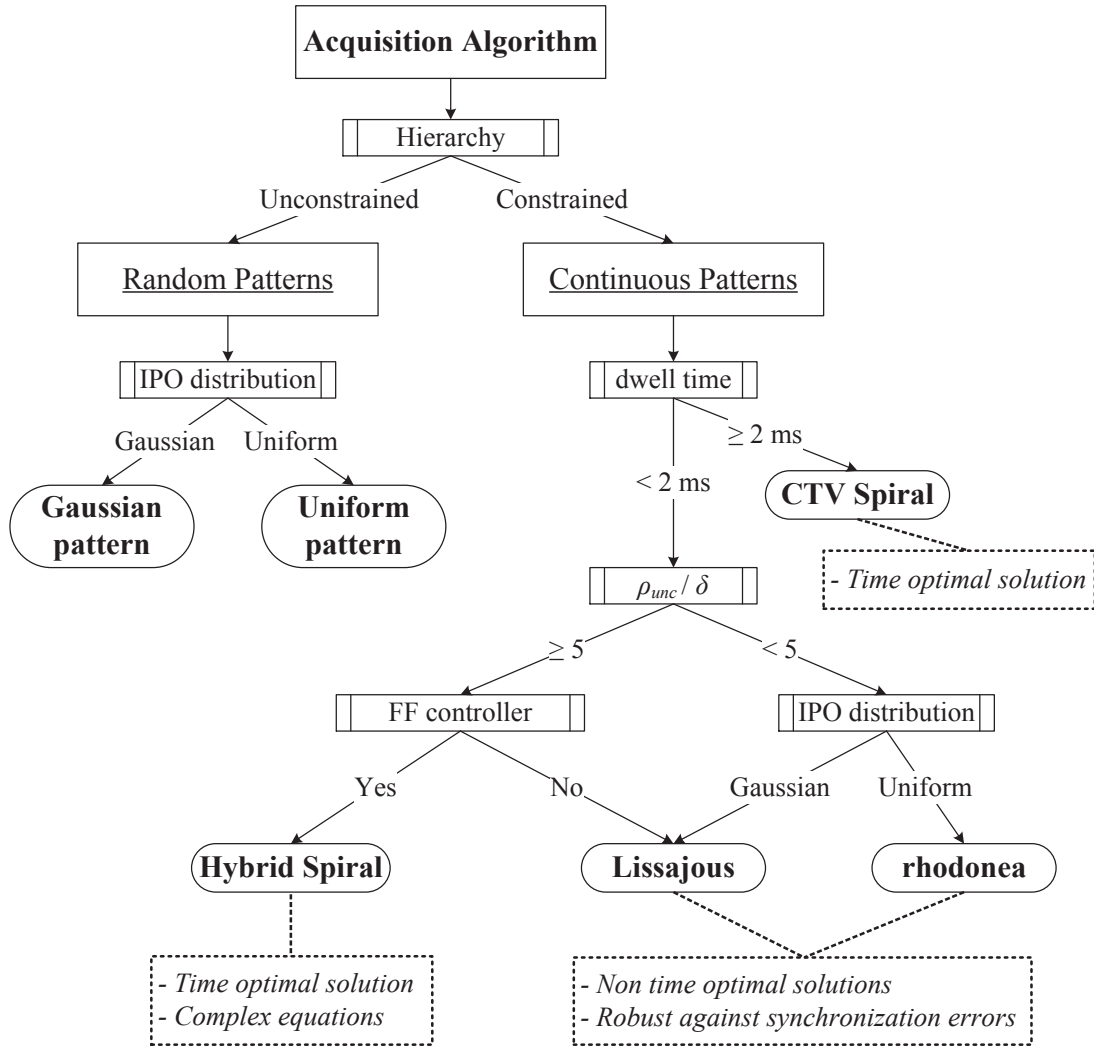 Acquisition Algorithm
Hierarchy
Unconstrained
Constrained
Random Patterns
Continuous Patterns
IPO distribution
dwell time
Gaussian
Uniform
≥ 2 ms
< 2 ms
Gaussian
pattern
Uniform
pattern
CTV Spiral
- Time optimal solution
ρunc / δ
≥ 5
< 5
FF controller
IPO distribution
Yes
No
Gaussian
Uniform
Hybrid Spiral
Lissajous
rhodonea
- Time optimal solution
- Complex equations
- Non time optimal solutions
- Robust against synchronization errors